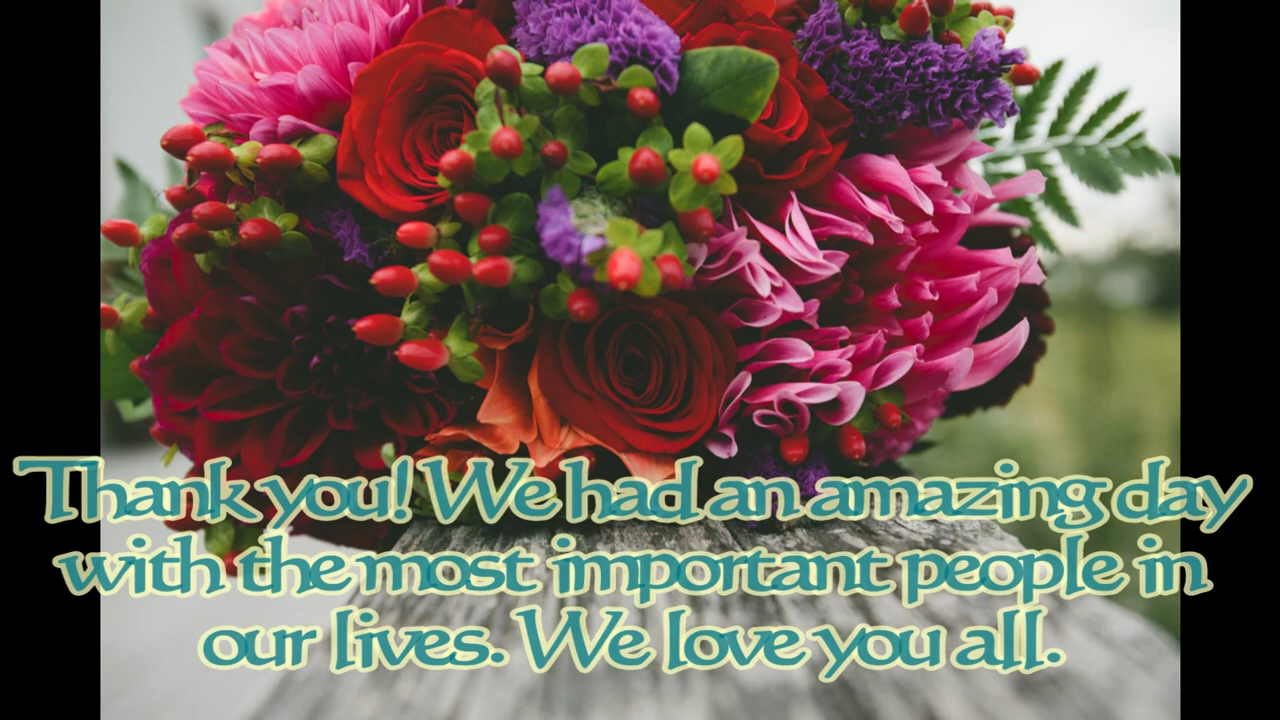 Thank you! We had an amazing day
with the most important people in
our lives. We love you all.